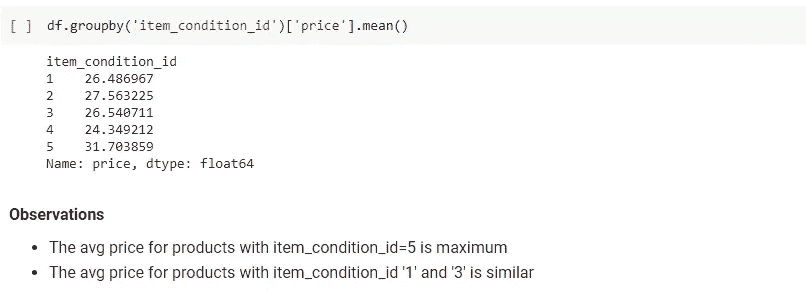 [ ] df.groupby('item_condition_id')['price'].mean()
item_condition_id
1 26.486967
2 27.563225
3 26.540711
4 24.349212
5 31.703859
Name: price, dtype: float64
Observations
• The avg price for products with item_condition_id=5 is maximum
• The avg price for products with item_condition_id '1' and '3' is similar